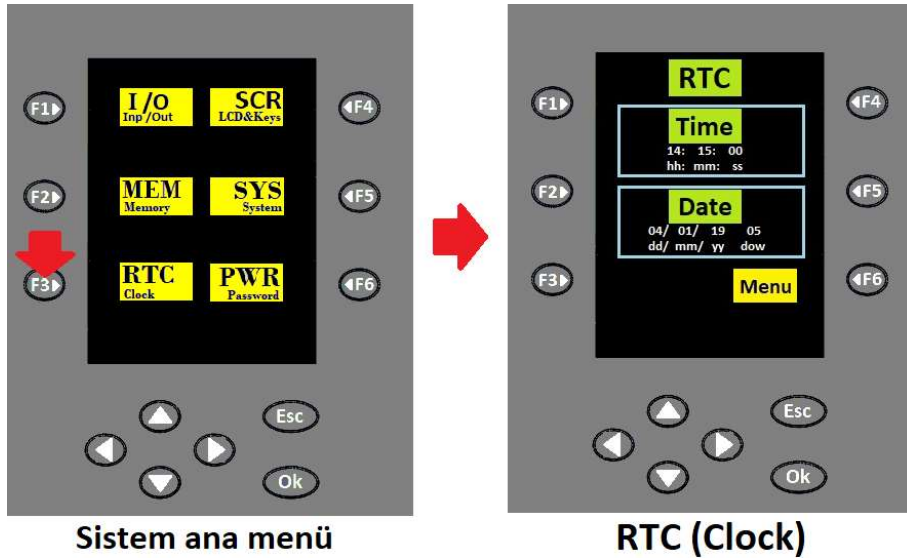 F1
I/O
Inp/Out
SCR
LCD&Keys
F4
F2
MEM
Memory
SYS
System
F5
F3
RTC
Clock
PWR
Password
F6
Esc
Ok
Sistem ana menü
RTC
F1
F4
Time
14: 15: 00
hh: mm: ss
F2
F5
Date
04/ 01/ 19 05
dd/ mm/ yy dow
F3
Menu
F6
Esc
Ok
RTC (Clock)